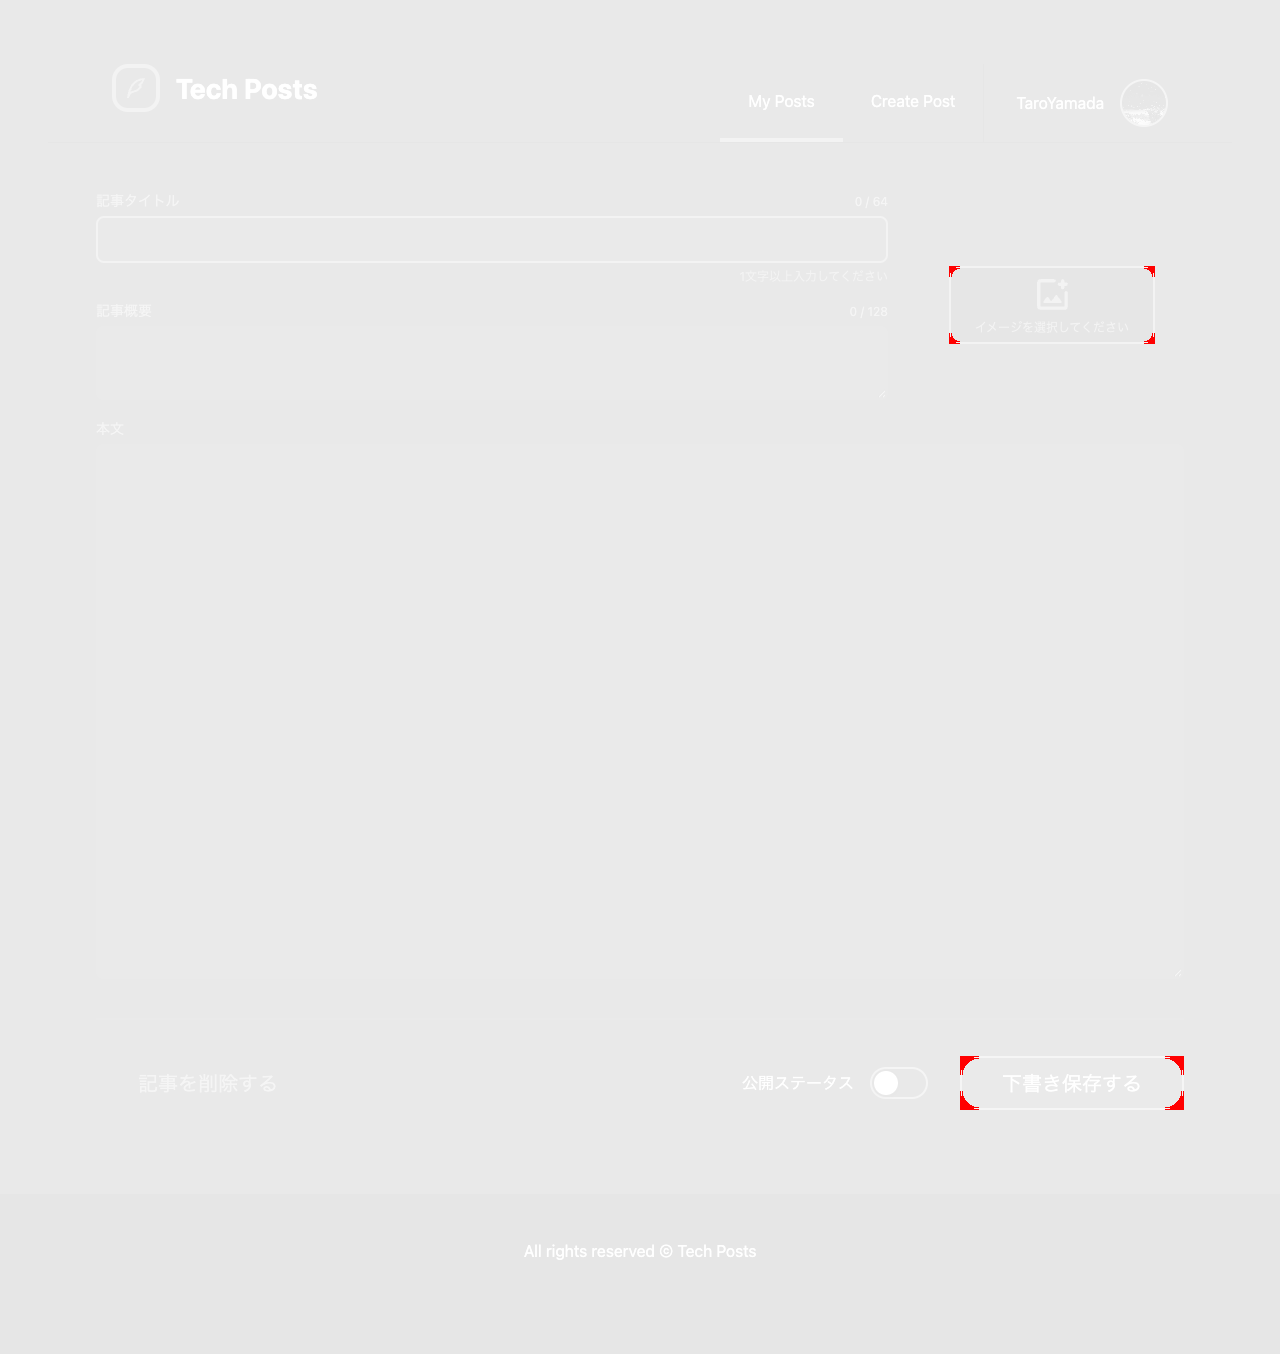 Tech Posts
My Posts
Create Post
TaroYamada
記事タイトル
0 / 64
1文字以上入力してください
記事概要
0 / 128
イメージを選択してください
本文
記事を削除する
公開ステータス
下書き保存する
All rights reserved © Tech Posts